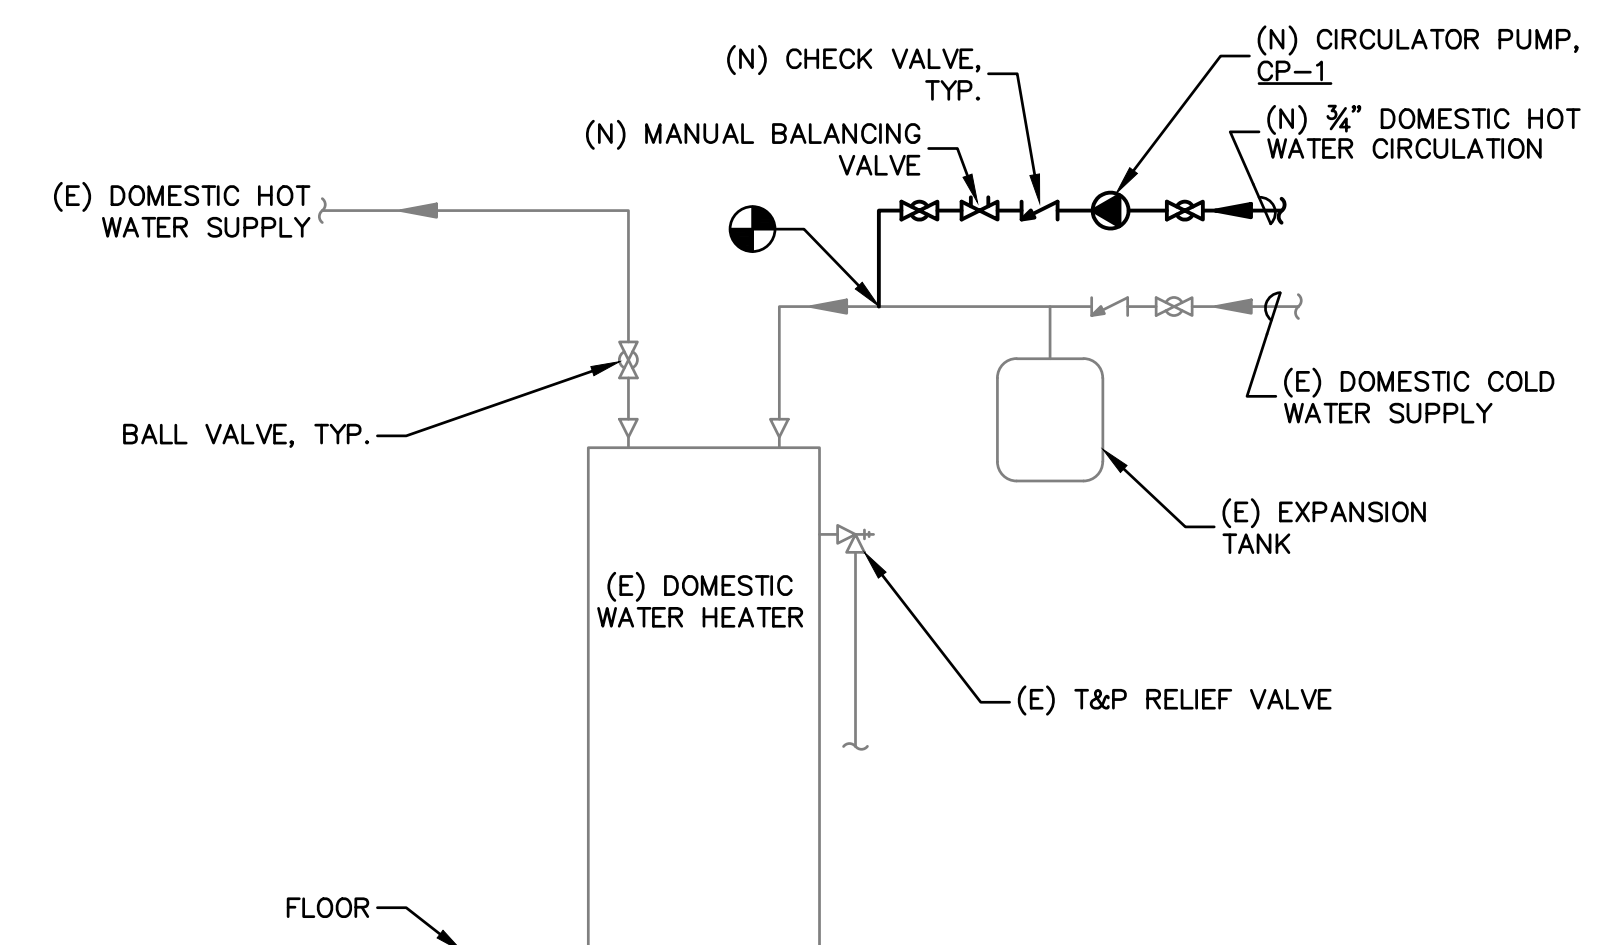 (N) CIRCULATOR PUMP,
CP-1
(N) CHECK VALVE,
TYP.
(N) ¾" DOMESTIC HOT
WATER CIRCULATION
(N) MANUAL BALANCING
VALVE
(E) DOMESTIC HOT
WATER SUPPLY
(E) DOMESTIC COLD
WATER SUPPLY
BALL VALVE, TYP.
(E) EXPANSION
TANK
(E) DOMESTIC
WATER HEATER
(E) T&P RELIEF VALVE
FLOOR